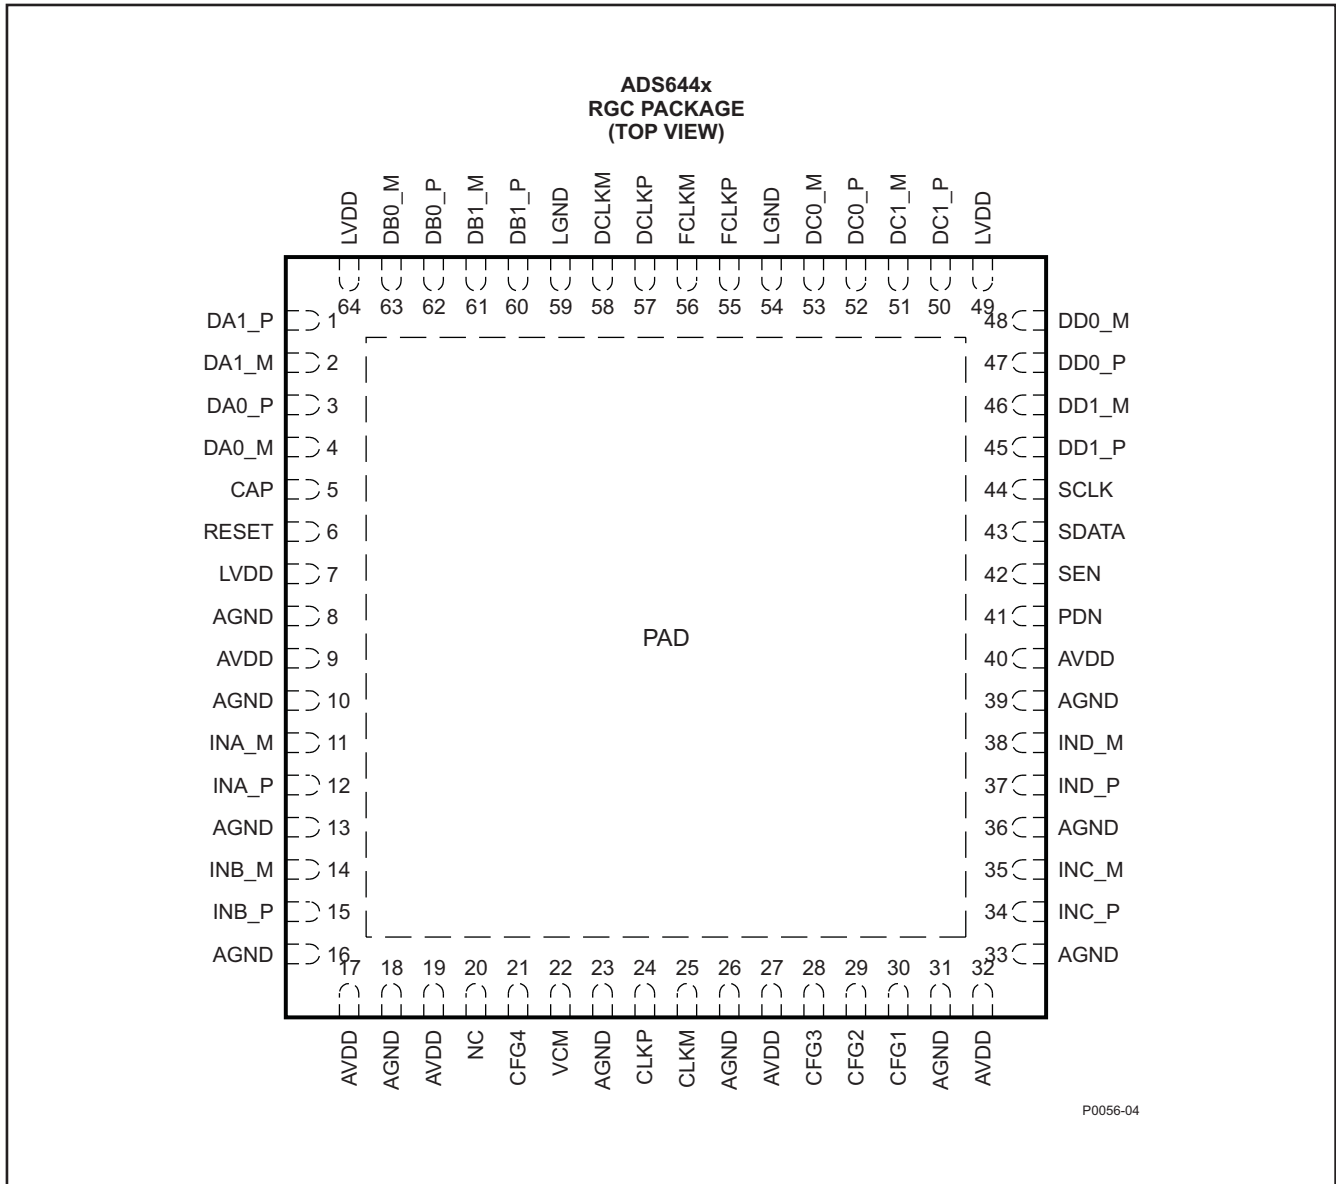 ADS644x
RGC PACKAGE
(TOP VIEW)
LVDD DB0_M DB0_P DB1_M DB1_P LGND DCLKM DCLKP FCLKM FCLKP LGND DC0_M DC0_P DC1_M DC1_P LVDD
64 63 62 61 60 59 58 57 56 55 54 53 52 51 50 49
DA1_P 1 48 DD0_M
DA1_M 2 47 DD0_P
DA0_P 3 46 DD1_M
DA0_M 4 45 DD1_P
CAP 5 44 SCLK
RESET 6 43 SDATA
LVDD 7 42 SEN
AGND 8 41 PDN
PAD
AVDD 9 40 AVDD
AGND 10 39 AGND
INA_M 11 38 IND_M
INA_P 12 37 IND_P
AGND 13 36 AGND
INB_M 14 35 INC_M
INB_P 15 34 INC_P
AGND 16 33 AGND
17 18 19 20 21 22 23 24 25 26 27 28 29 30 31 32
AVDD AGND AVDD NC CFG4 VCM AGND CLKP CLKM AGND AVDD CFG3 CFG2 CFG1 AGND AVDD
P0056-04